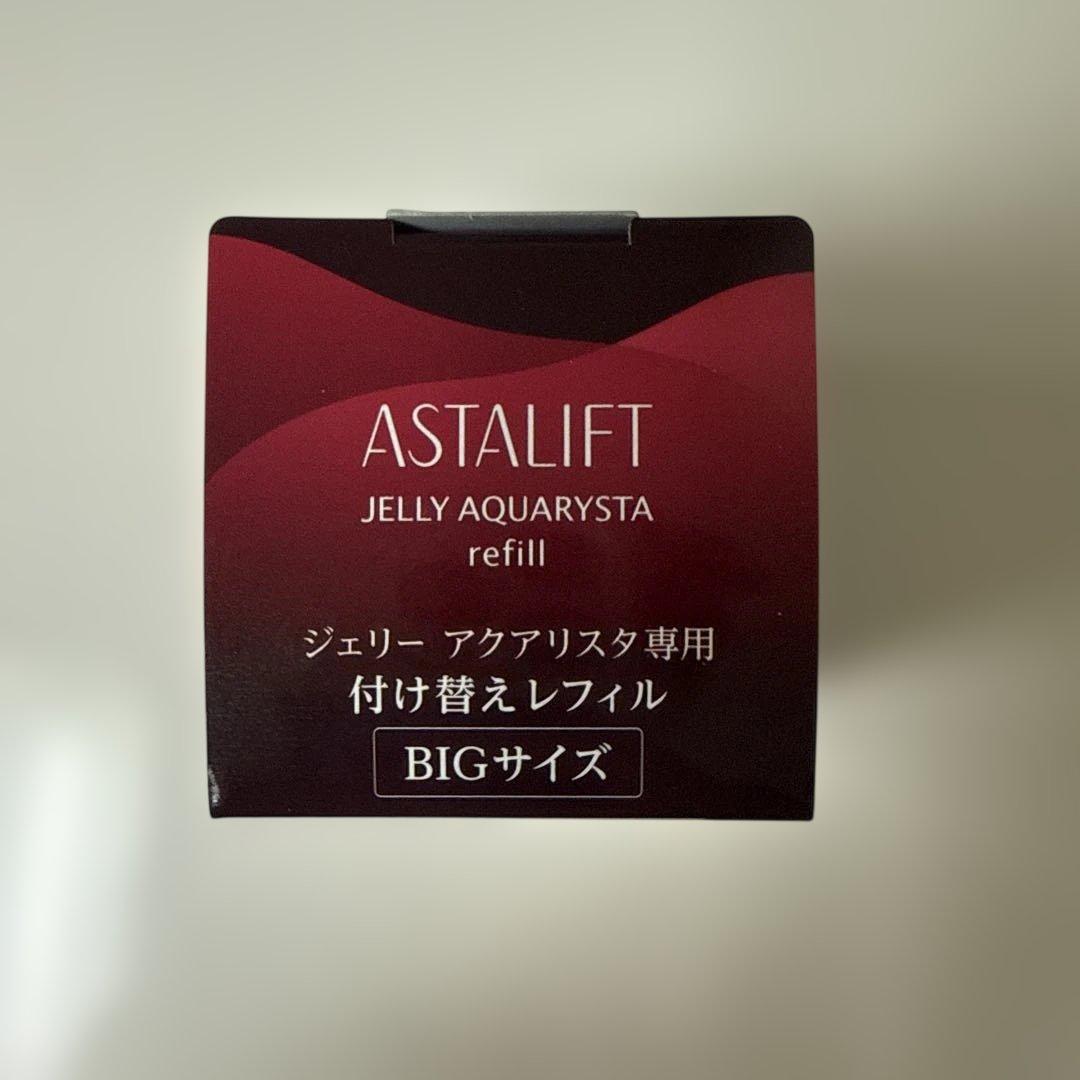 ASTALIFT
JELLY AQUARYSTA
refill
ジェリー アクアリスタ専用
付け替えレフィル
BIGサイズ